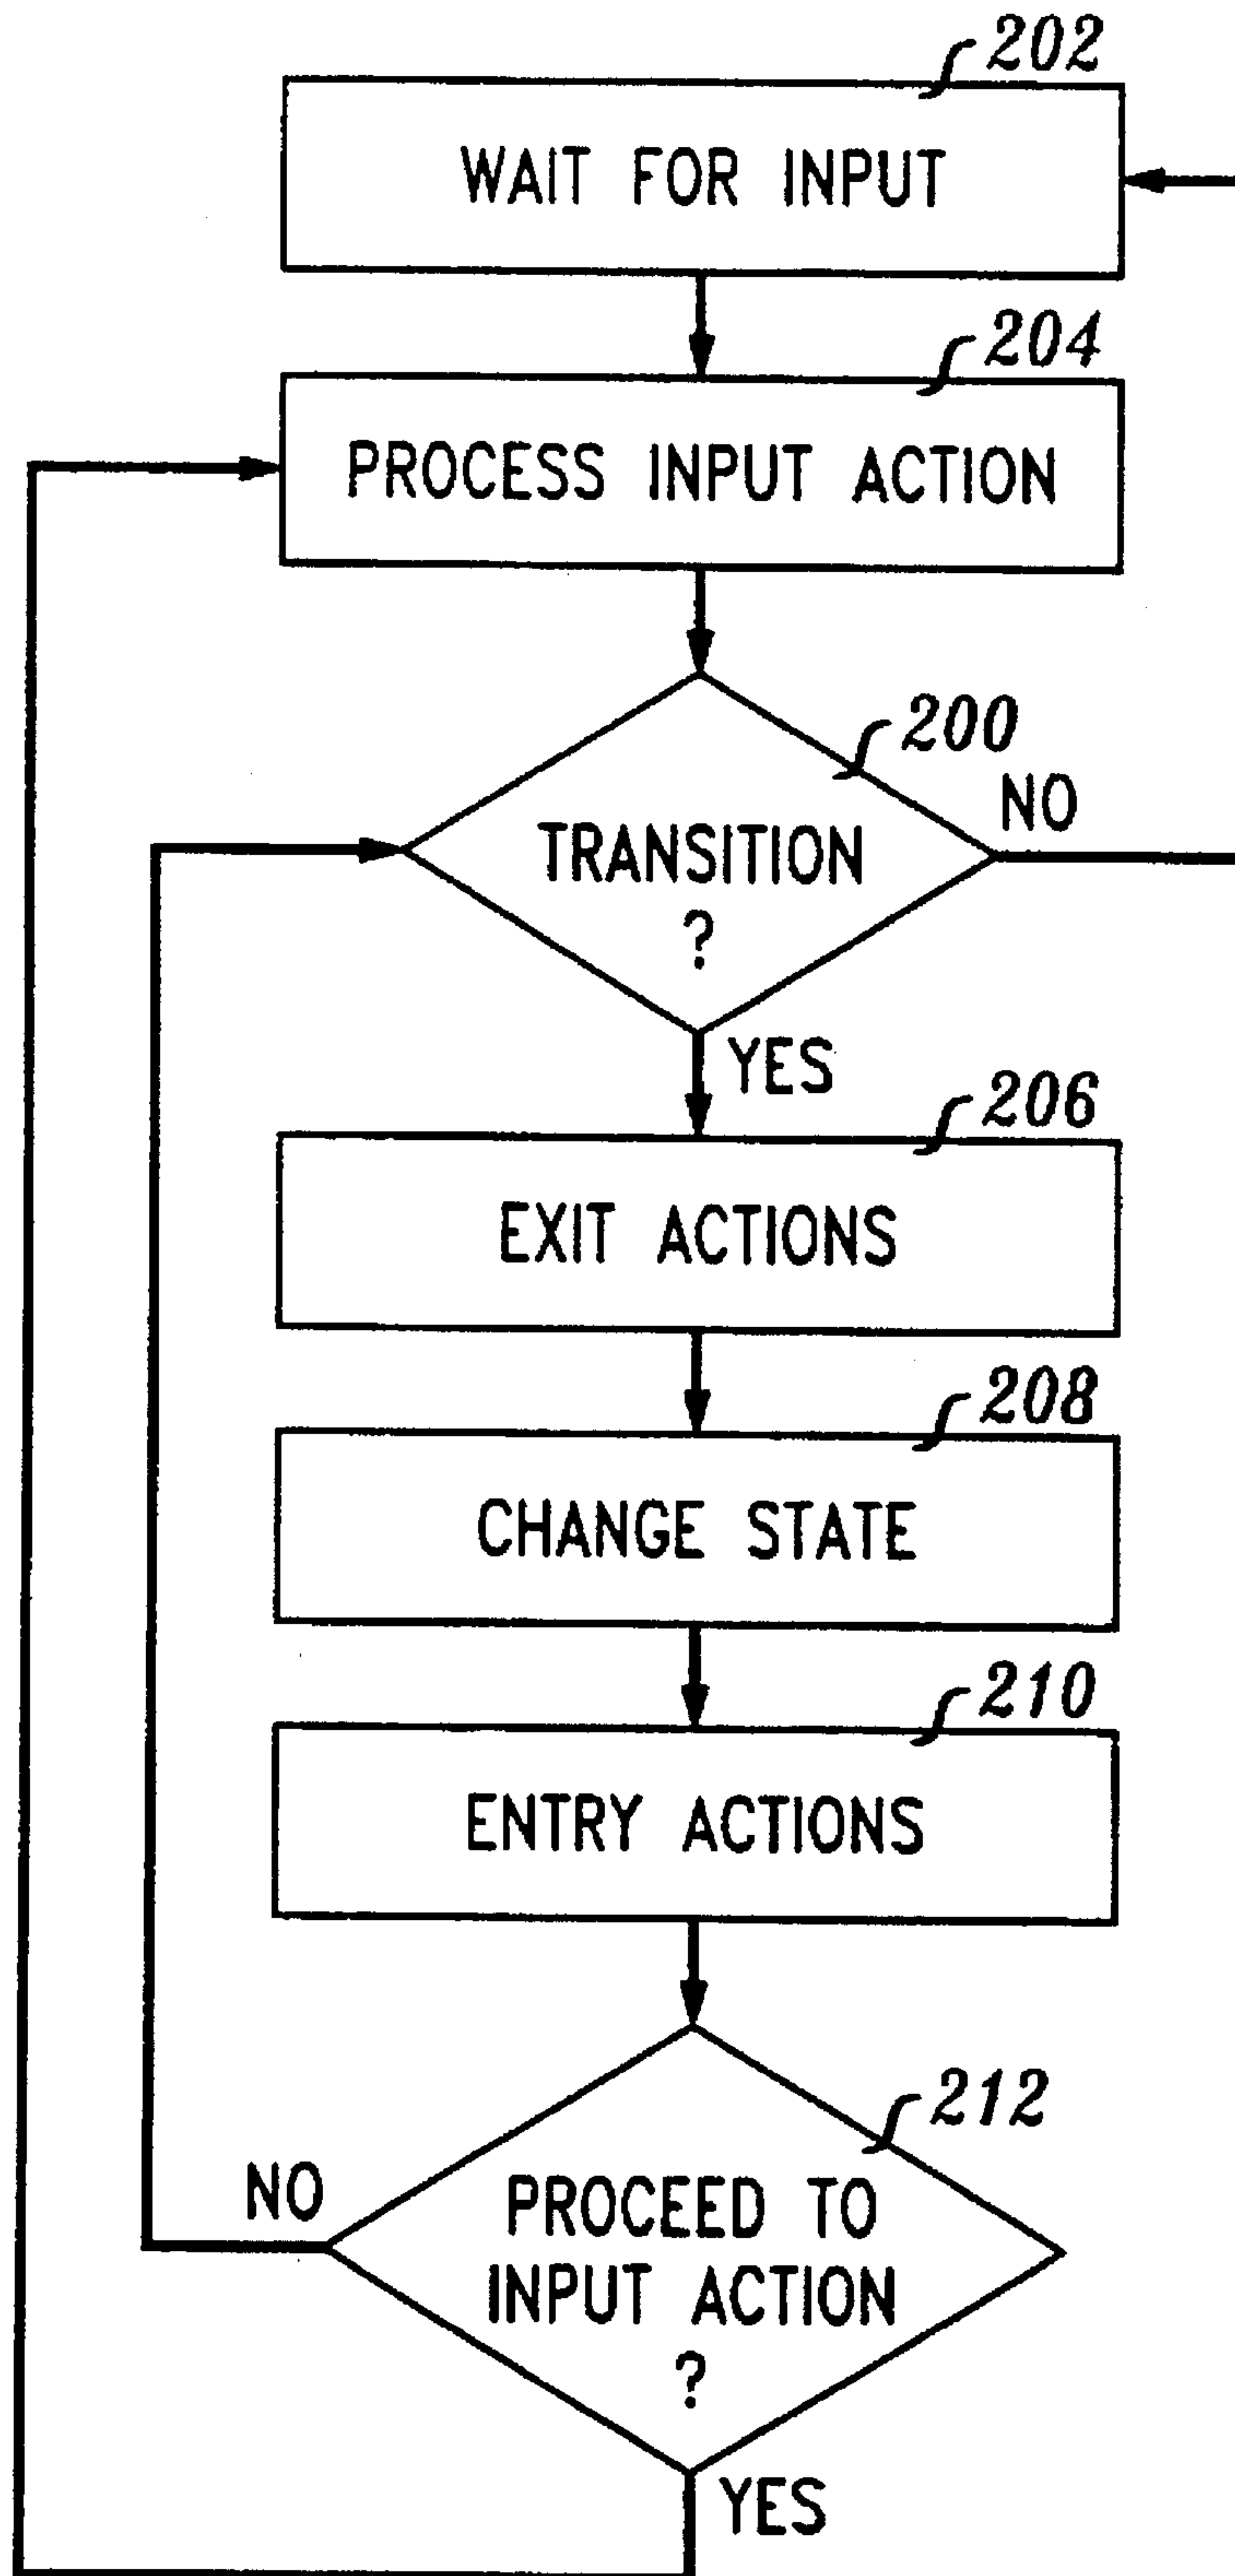 202
WAIT FOR INPUT
204
PROCESS INPUT ACTION
200
NO
TRANSITION
?
YES
206
EXIT ACTIONS
208
CHANGE STATE
210
ENTRY ACTIONS
212
NO
PROCEED TO
INPUT ACTION
?
YES